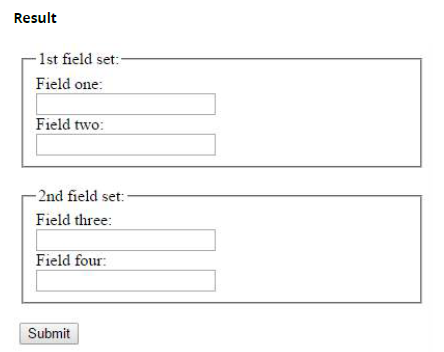 Result
1st field set:
Field one:
Field two:
2nd field set:
Field three:
Field four:
Submit